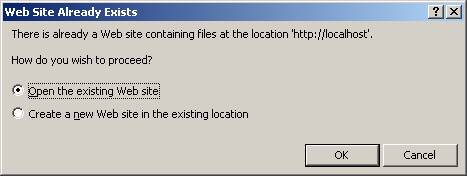 Web Site Already Exists
There is already a Web site containing files at the location 'http://localhost'.
How do you wish to proceed?
Open the existing Web site
Create a new Web site in the existing location
OK Cancel